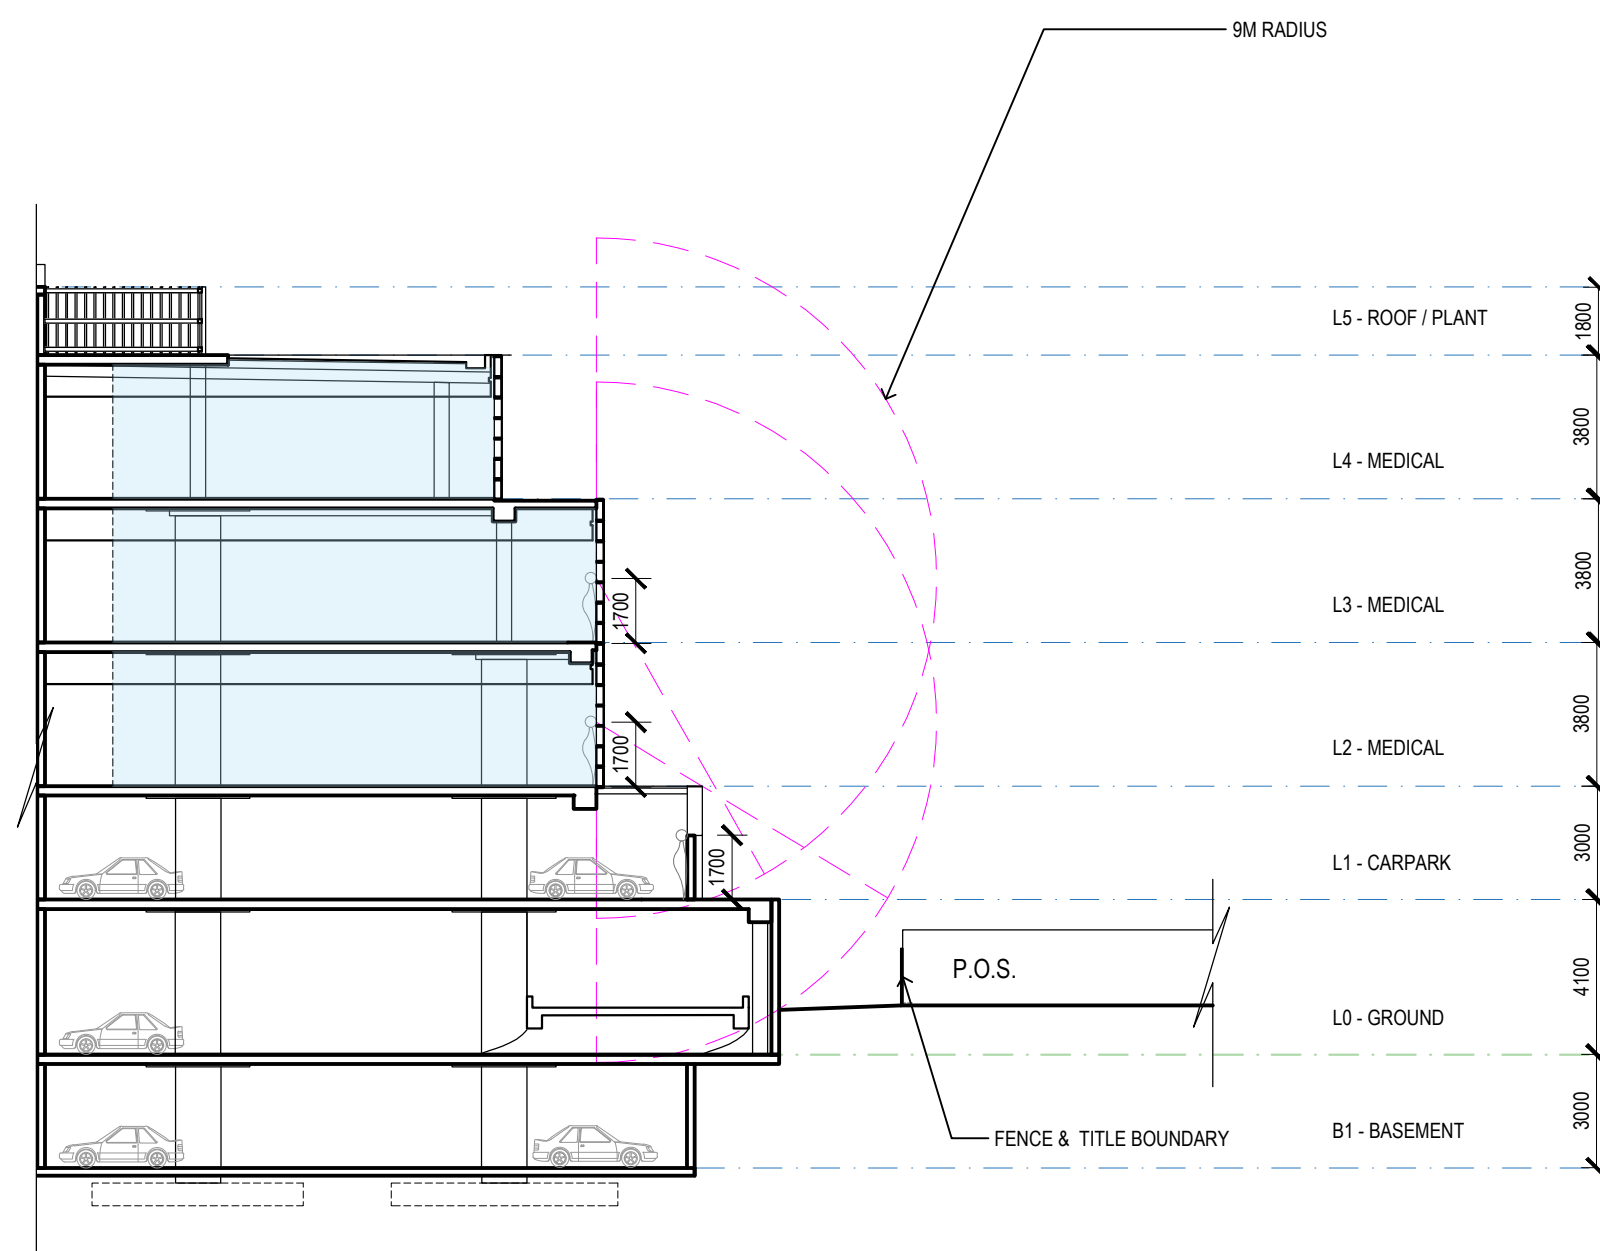 9M RADIUS
L5 - ROOF / PLANT
1800
L4 - MEDICAL
3800
L3 - MEDICAL
3800
1700
L2 - MEDICAL
3800
1700
L1 - CARPARK
3000
1700
P.O.S.
L0 - GROUND
4100
FENCE & TITLE BOUNDARY
B1 - BASEMENT
3000